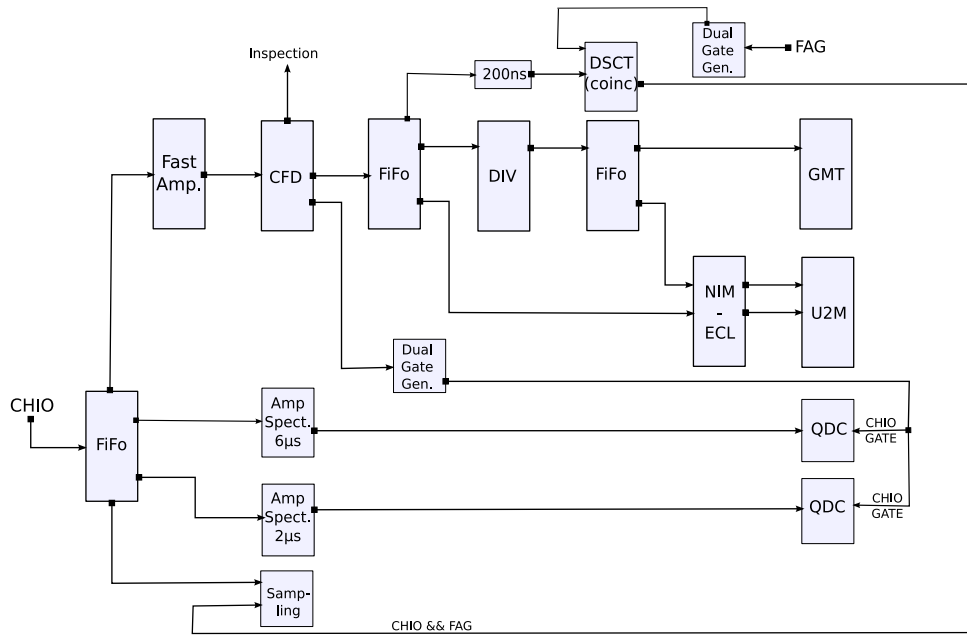 Dual
Gate
Gen.
FAG
Inspection
200ns
DSCT
(coinc)
Fast
Amp.
CFD
FiFo
DIV
FiFo
GMT
NIM
-
ECL
U2M
Dual
Gate
Gen.
CHIO
FiFo
Amp
Spect.
6µs
QDC
CHIO
GATE
Amp
Spect.
2µs
QDC
CHIO
GATE
Samp-
ling
CHIO && FAG